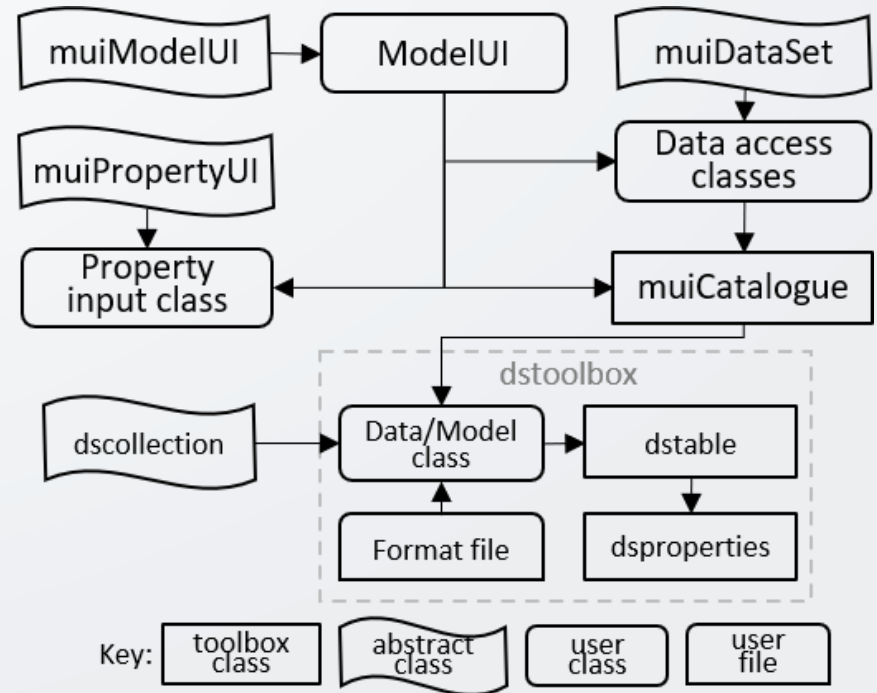 muiModelUI
ModelUI
muiDataSet
muiPropertyUI
Data access
classes
Property
input class
muiCatalogue
dstoolbox
dscollection
Data/Model
class
dstable
Format file
dsproperties
Key:
toolbox
class
abstract
class
user
class
user
file